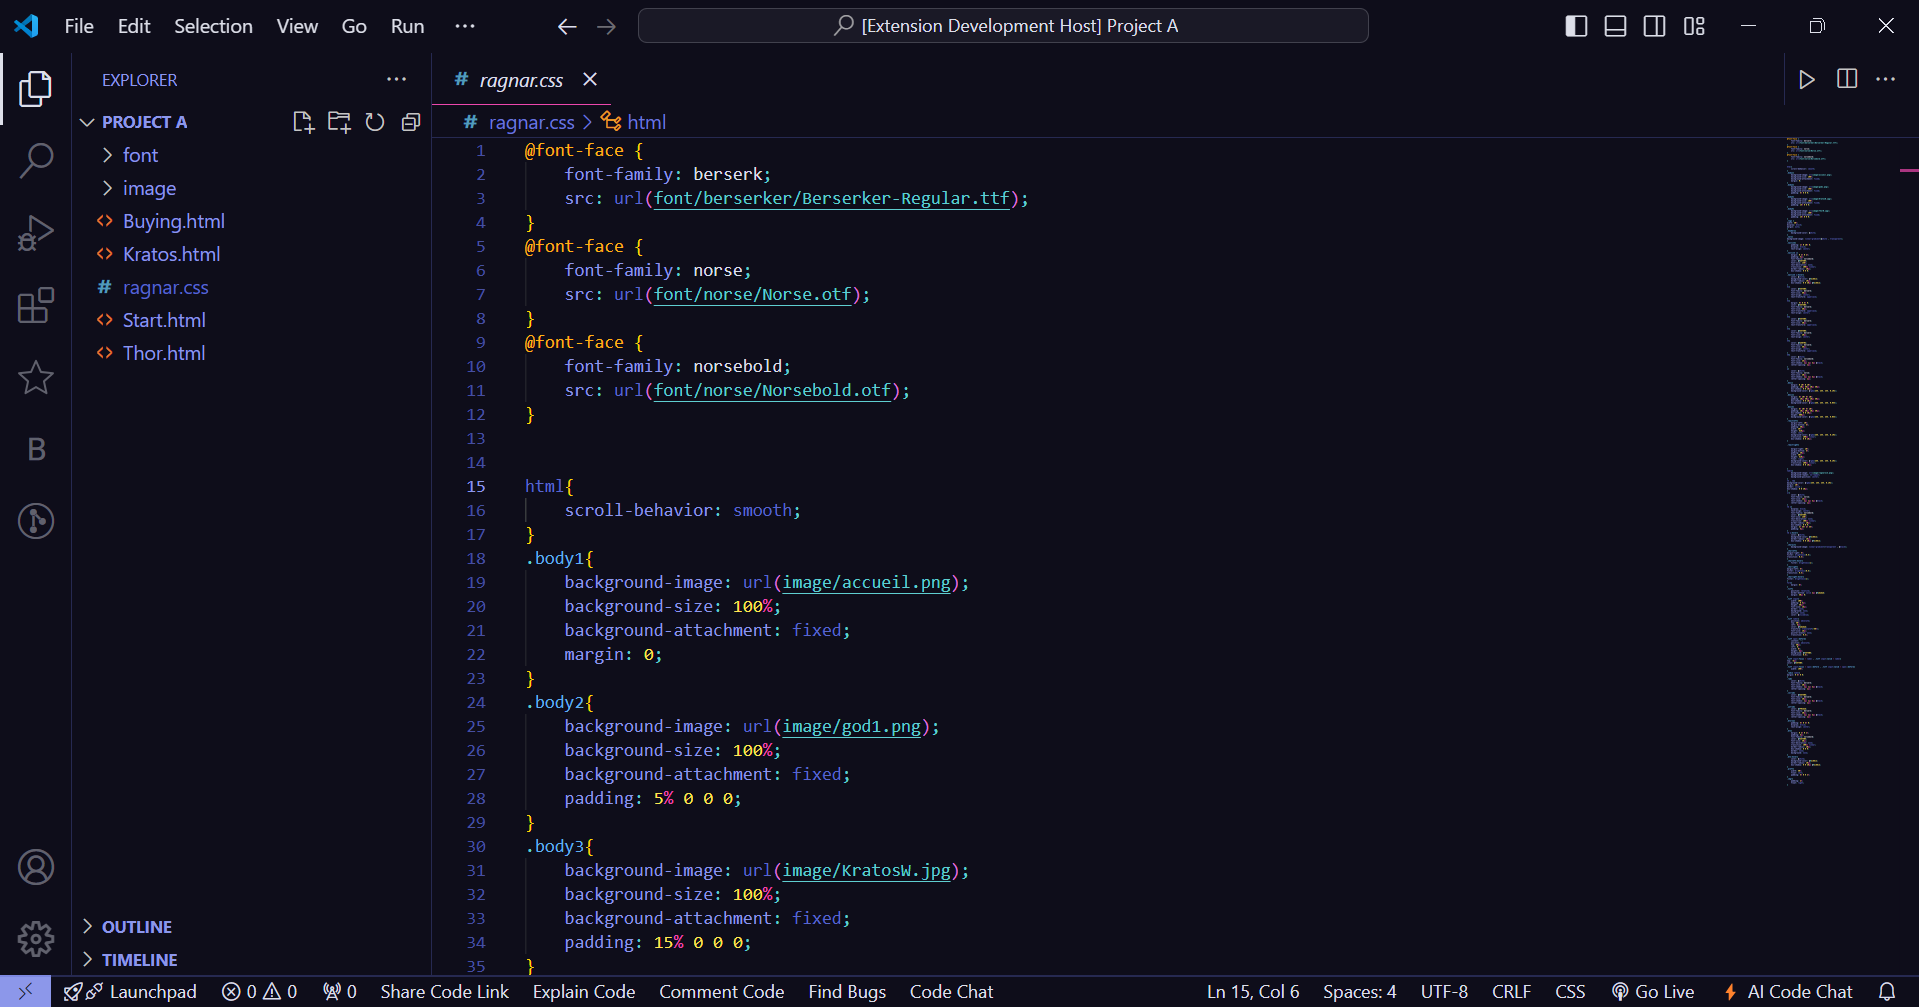 File Edit Selection View Go Run ··· [Extension Development Host] Project A
EXPLORER ···
PROJECT A
font
image
Buying.html
Kratos.html
ragnar.css
Start.html
Thor.html
OUTLINE
TIMELINE
# ragnar.css
# ragnar.css > html
1 @font-face {
2 font-family: berserk;
3 src: url(font/berserker/Berserker-Regular.ttf);
4 }
5 @font-face {
6 font-family: norse;
7 src: url(font/norse/Norse.otf);
8 }
9 @font-face {
10 font-family: norsebold;
11 src: url(font/norse/Norsebold.otf);
12 }
13
14
15 html{
16 scroll-behavior: smooth;
17 }
18 .body1{
19 background-image: url(image/accueil.png);
20 background-size: 100%;
21 background-attachment: fixed;
22 margin: 0;
23 }
24 .body2{
25 background-image: url(image/god1.png);
26 background-size: 100%;
27 background-attachment: fixed;
28 padding: 5% 0 0 0;
29 }
30 .body3{
31 background-image: url(image/KratosW.jpg);
32 background-size: 100%;
33 background-attachment: fixed;
34 padding: 15% 0 0 0;
35 }
Launchpad 0 0 0 Share Code Link Explain Code Comment Code Find Bugs Code Chat Ln 15, Col 6 Spaces: 4 UTF-8 CRLF CSS Go Live AI Code Chat